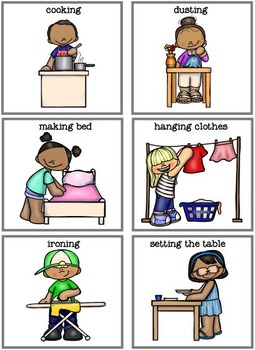 cooking
dusting
making bed
hanging clothes
ironing
setting the table